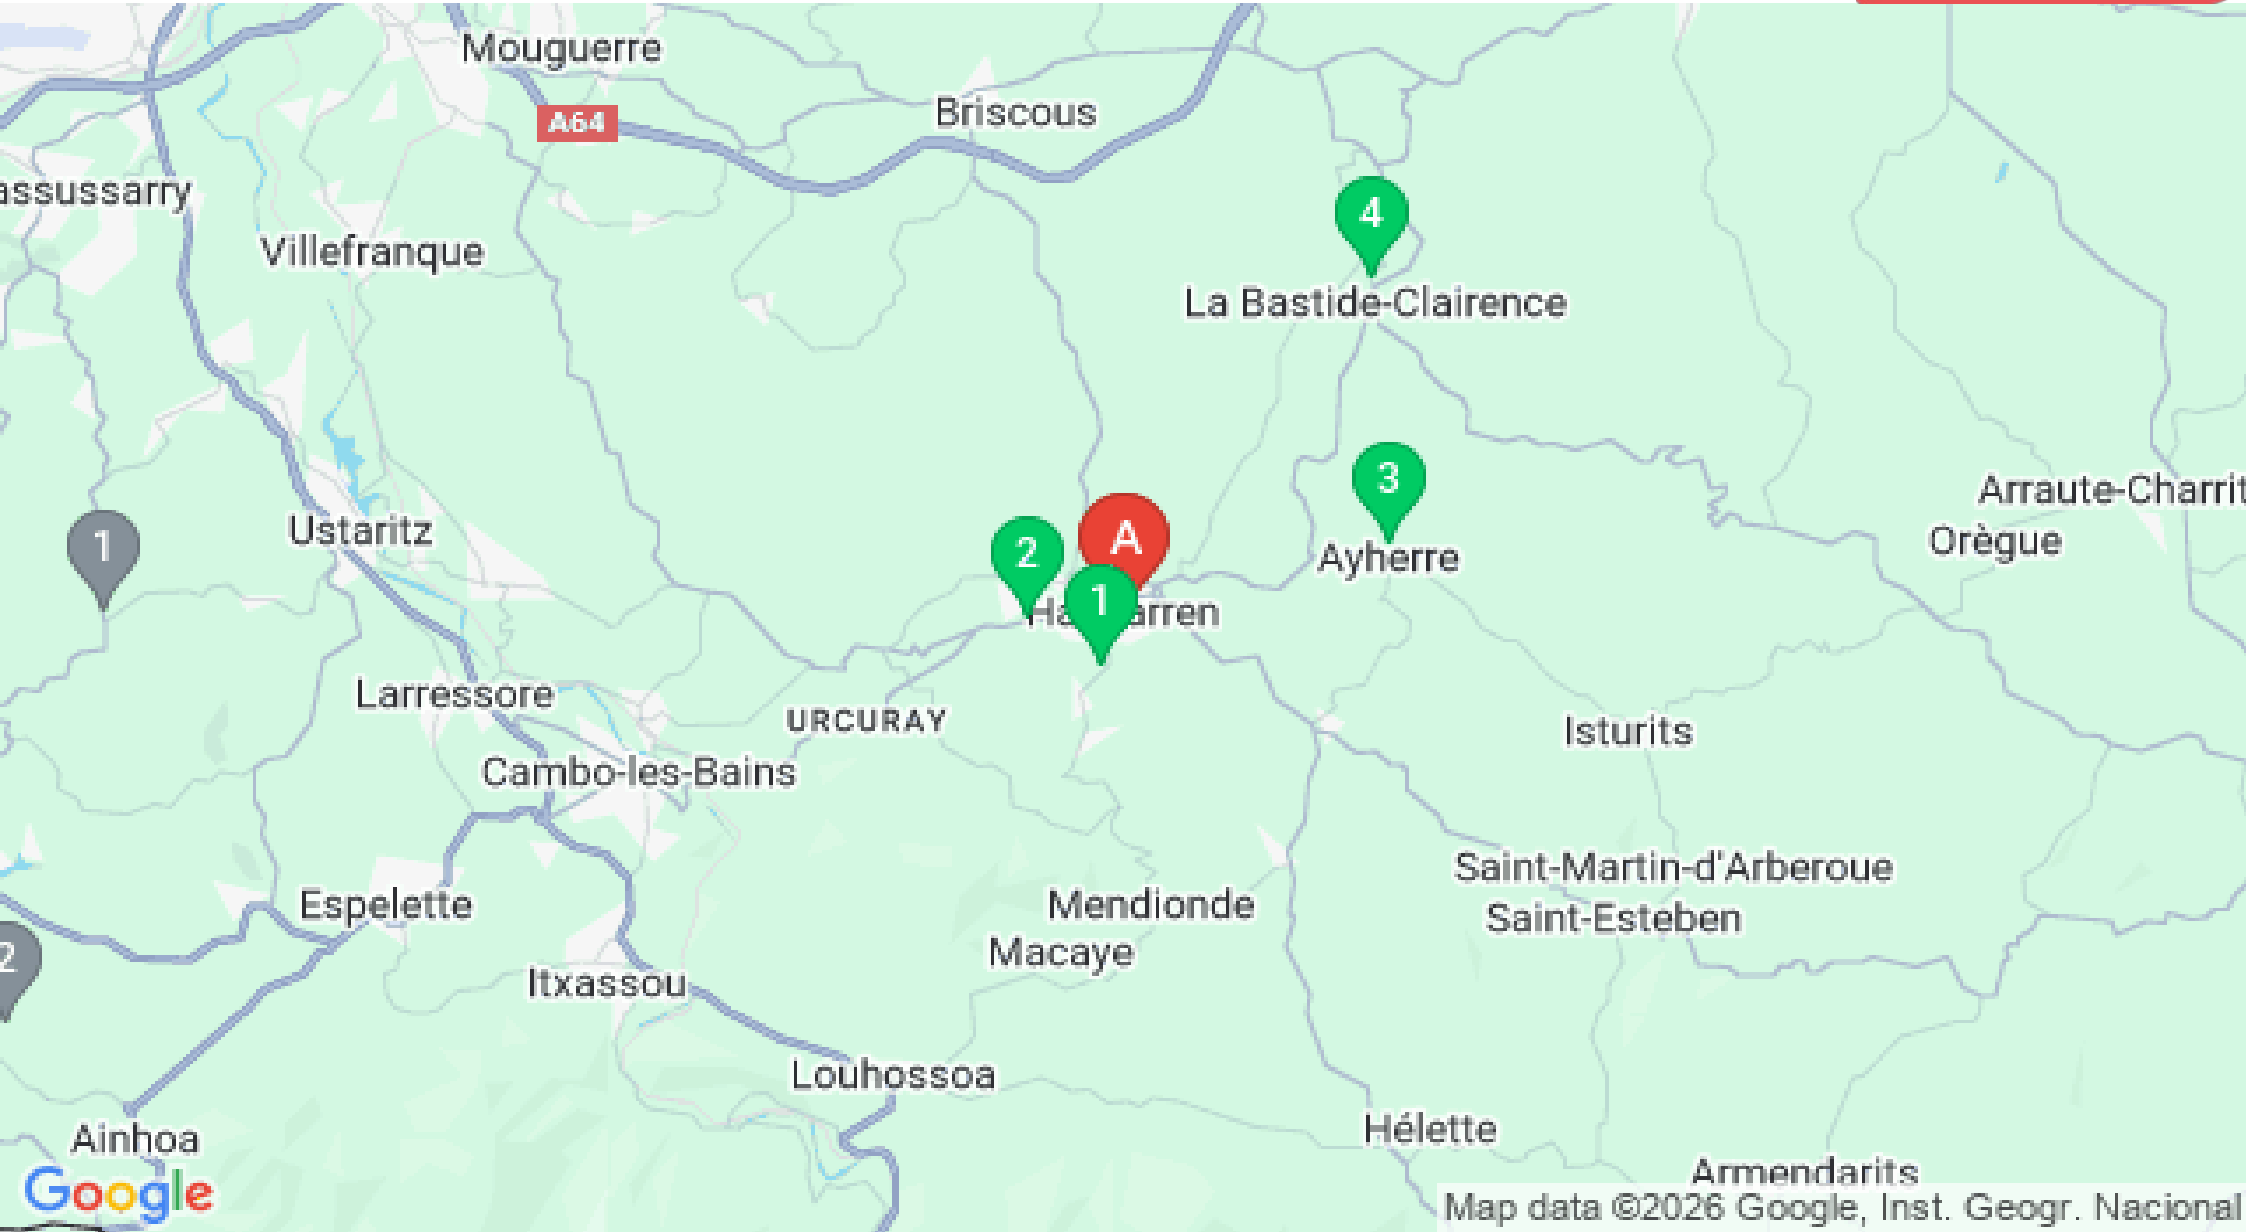 Mouguerre
Briscous
A64
assussarry
4
Villefranque
La Bastide-Clairence
3
Arraute-Charrit
1
Ustaritz
A
2
Orègue
Ayherre
1
Ha arren
Larressore
URCURAY
Isturits
Cambo-les-Bains
Saint-Martin-d'Arberoue
Espelette
Mendionde
Saint-Esteben
2
Macaye
Itxassou
Louhossoa
Hélette
Ainhoa
Armendarits
Google
Map data ©2026 Google, Inst. Geogr. Nacional